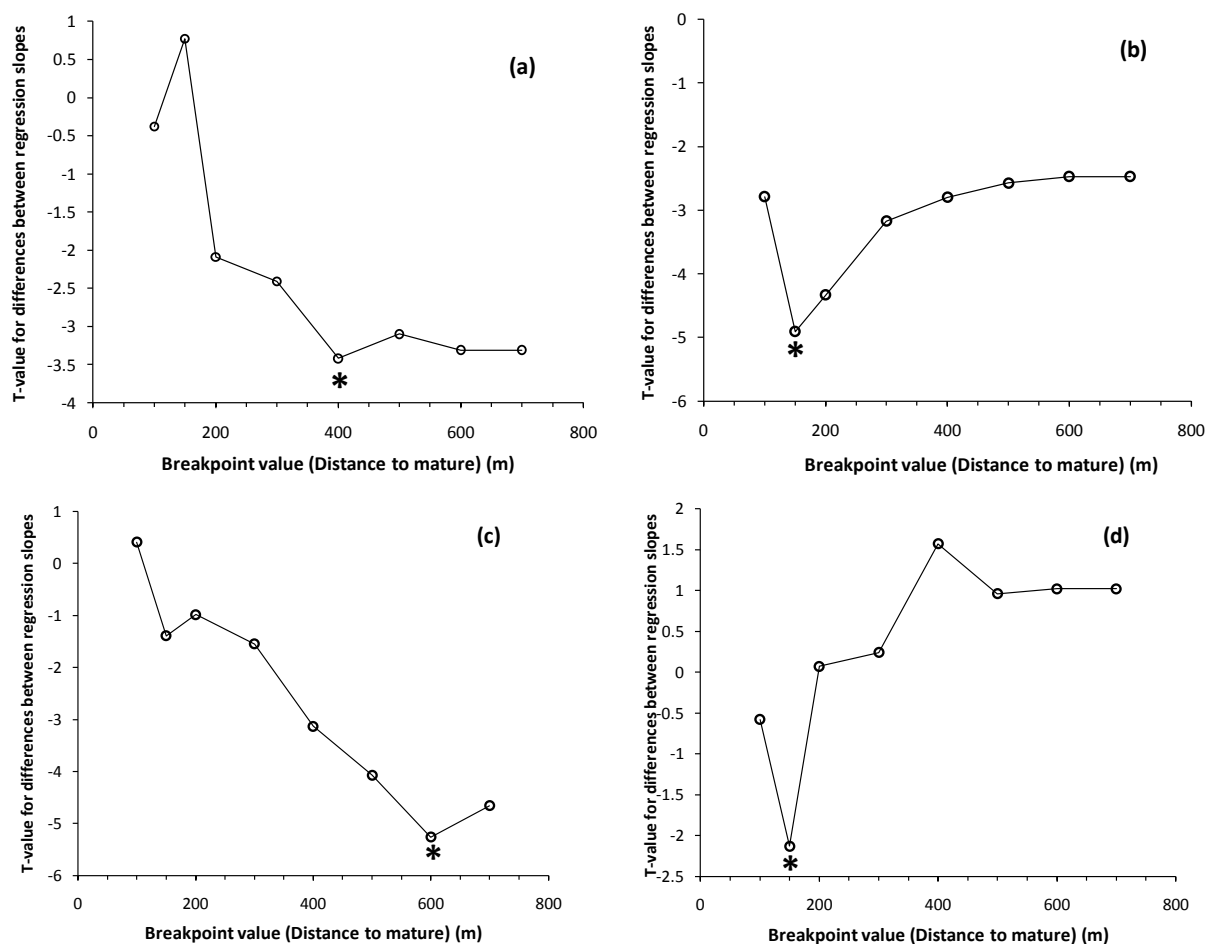 T-value for differences between regression slopes
1
0.5
0
-0.5
-1
-1.5
-2
-2.5
-3
-3.5
-4
(a)
*
0 200 400 600 800
Breakpoint value (Distance to mature) (m)
T-value for differences between regression slopes
0
-1
-2
-3
-4
-5
-6
(b)
*
0 200 400 600 800
Breakpoint value (Distance to mature) (m)
T-value for differences between regression slopes
1
0
-1
-2
-3
-4
-5
-6
(c)
*
0 200 400 600 800
Breakpoint value (Distance to mature) (m)
T-value for differences between regression slopes
2
1.5
1
0.5
0
-0.5
-1
-1.5
-2
-2.5
(d)
*
0 200 400 600 800
Breakpoint value (Distance to mature) (m)